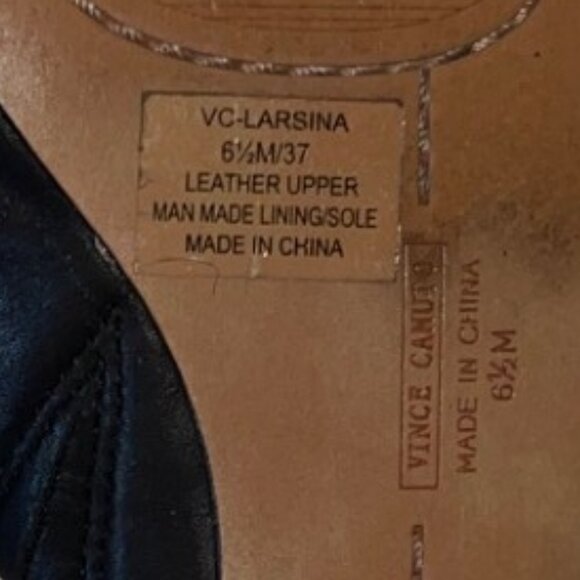 VC-LARSINA
6½M/37
LEATHER UPPER
MAN MADE LINING/SOLE
MADE IN CHINA
VINCE CAMUTO
MADE IN CHINA
6½M